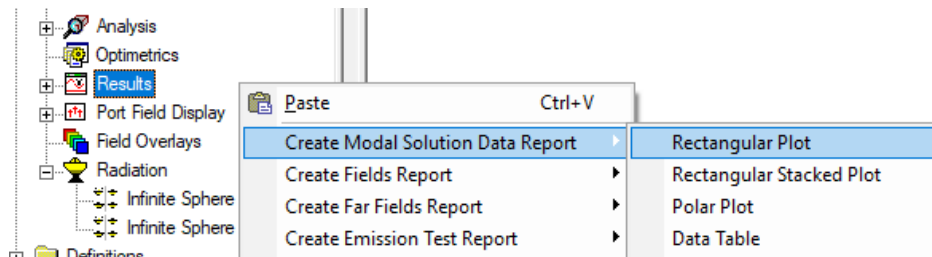 Analysis
Optimetrics
Results
Port Field Display
Field Overlays
Radiation
Infinite Sphere
Infinite Sphere
Definitions
Paste Ctrl+V
Create Modal Solution Data Report
Create Fields Report
Create Far Fields Report
Create Emission Test Report
Rectangular Plot
Rectangular Stacked Plot
Polar Plot
Data Table